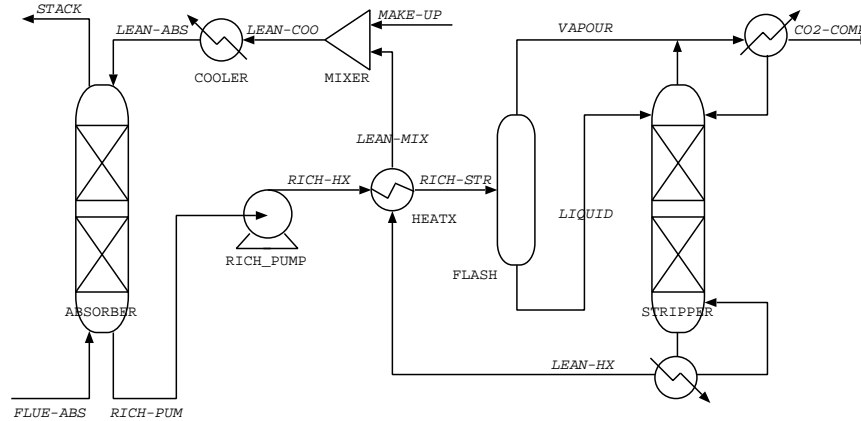 STACK
MAKE-UP
LEAN-ABS
LEAN-COO
VAPOUR
CO2-COMP
COOLER
MIXER
LEAN-MIX
RICH-HX
RICH-STR
HEATX
LIQUID
RICH_PUMP
FLASH
ABSORBER
STRIPPER
LEAN-HX
FLUE-ABS
RICH-PUM